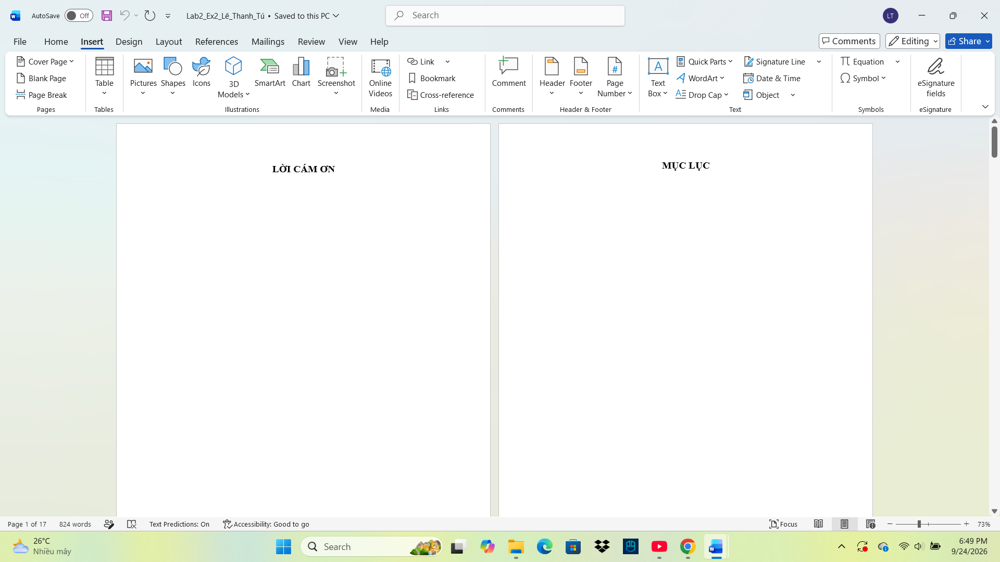 AutoSave Off Lab2_Ex2_Lê_Thanh_Tú • Saved to this PC Search LT
File Home Insert Design Layout References Mailings Review View Help Comments Editing Share
Cover Page
Blank Page
Page Break
Pages
Table
Tables
Pictures
Shapes
Icons
3D
Models
SmartArt
Chart
Screenshot
Illustrations
Online
Videos
Media
Link
Bookmark
Cross-reference
Links
Comment
Comments
Header
Footer
Page
Number
Header & Footer
Text
Box
Quick Parts
WordArt
Drop Cap
Signature Line
Date & Time
Object
Text
Equation
Symbol
Symbols
eSignature
fields
eSignature
LỜI CÁM ƠN
MỤC LỤC
Page 1 of 17 824 words Text Predictions: On Accessibility: Good to go Focus 73%
26°C
Nhiều mây
Search
6:49 PM
9/24/2026